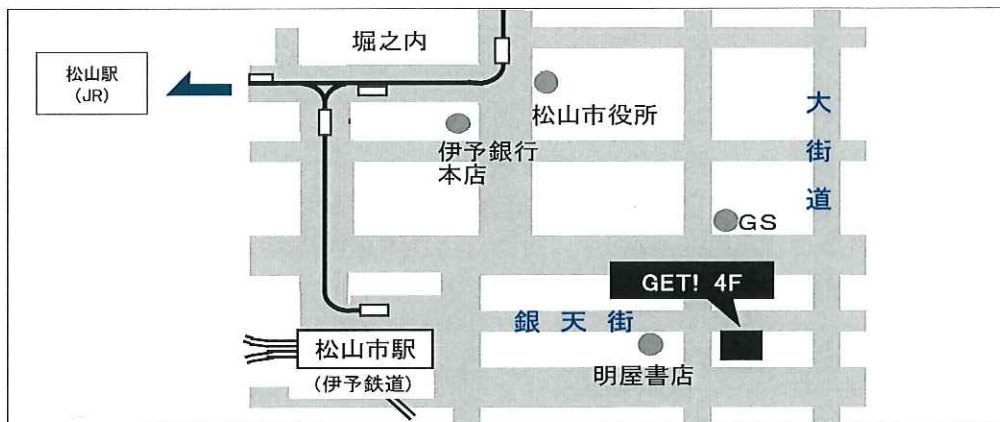 堀之内
松山駅
(JR)
松山市役所
大街道
伊予銀行
本店
GS
GET! 4F
銀天街
松山市駅
(伊予鉄道)
明屋書店